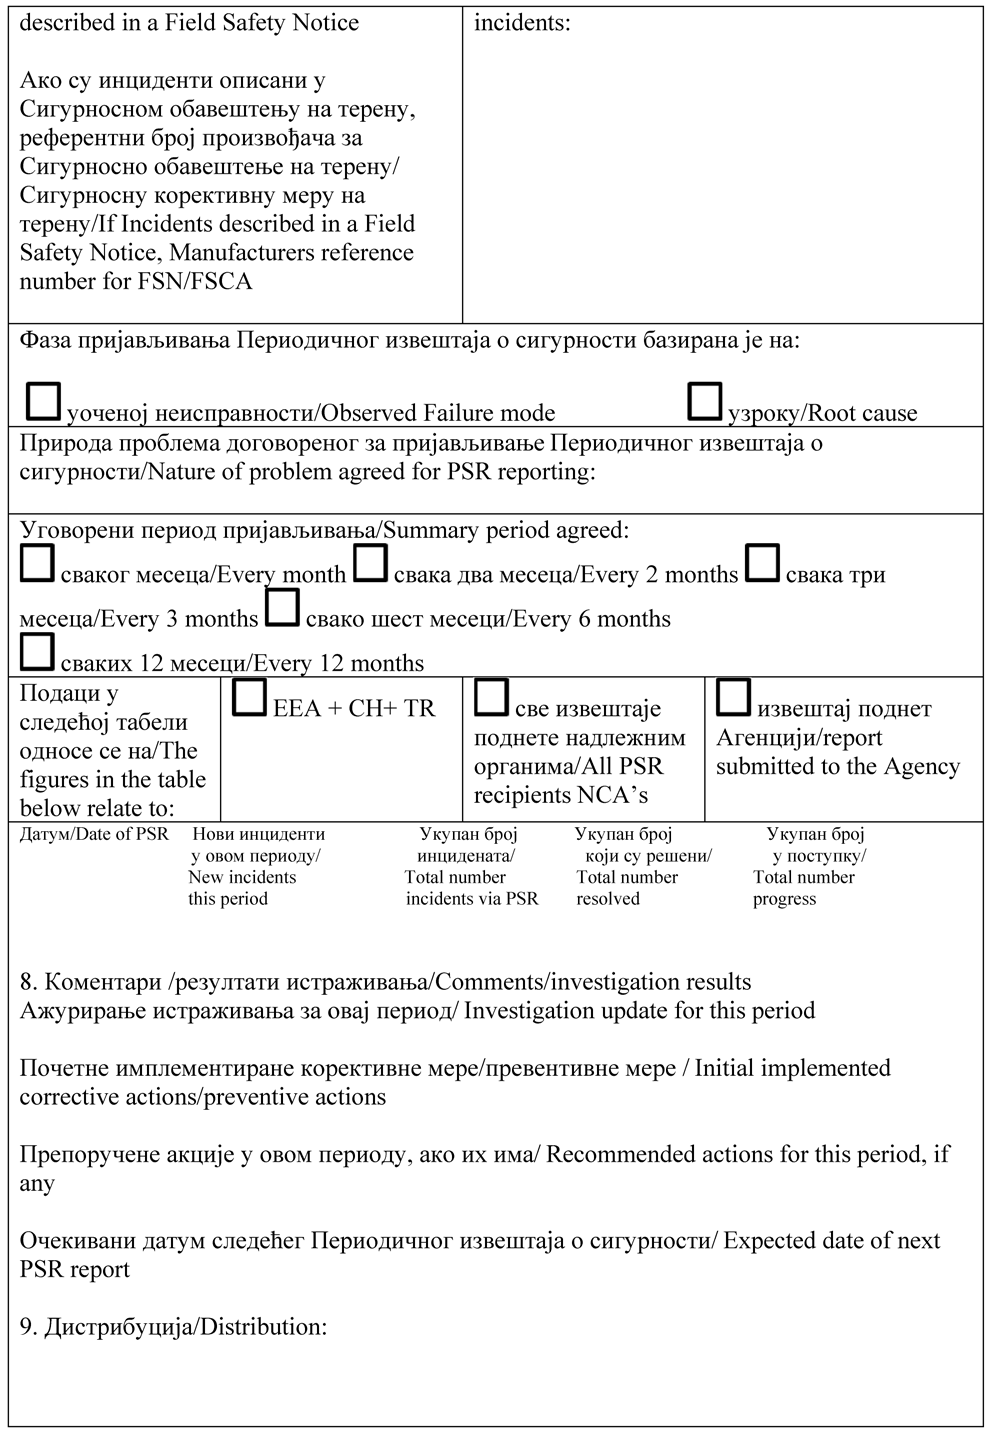 described in a Field Safety Notice
incidents:
Ако су инциденти описани у
Сигурносном обавештењу на терену,
референтни број произвођача за
Сигурносно обавештење на терену/
Сигурносну корективну меру на
терену/If Incidents described in a Field
Safety Notice, Manufacturers reference
number for FSN/FSCA
Фаза пријављивања Периодичног извештаја о сигурности базирана је на:
уоченој неисправности/Observed Failure mode узроку/Root cause
Природа проблема договореног за пријављивање Периодичног извештаја о
сигурности/Nature of problem agreed for PSR reporting:
Уговорени период пријављивања/Summary period agreed:
сваког месеца/Every month свака два месеца/Every 2 months свака три
месеца/Every 3 months свако шест месеци/Every 6 months
сваких 12 месеци/Every 12 months
Подаци у
следећој табели
односе се на/The
figures in the table
below relate to:
EEA + CH+ TR
све извештаје
поднете надлежним
органима/All PSR
recipients NCA’s
извештај поднет
Агенцији/report
submitted to the Agency
Датум/Date of PSR Нови инциденти Укупан број Укупан број Укупан број
у овом периоду/ инцидената/ који су решени/ у поступку/
New incidents Total number Total number Total number
this period incidents via PSR resolved progress
8. Коментари /резултати истраживања/Comments/investigation results
Ажурирање истраживања за овај период/ Investigation update for this period
Почетне имплементиране корективне мере/превентивне мере / Initial implemented
corrective actions/preventive actions
Препоручене акције у овом периоду, ако их има/ Recommended actions for this period, if
any
Очекивани датум следећег Периодичног извештаја о сигурности/ Expected date of next
PSR report
9. Дистрибуција/Distribution: